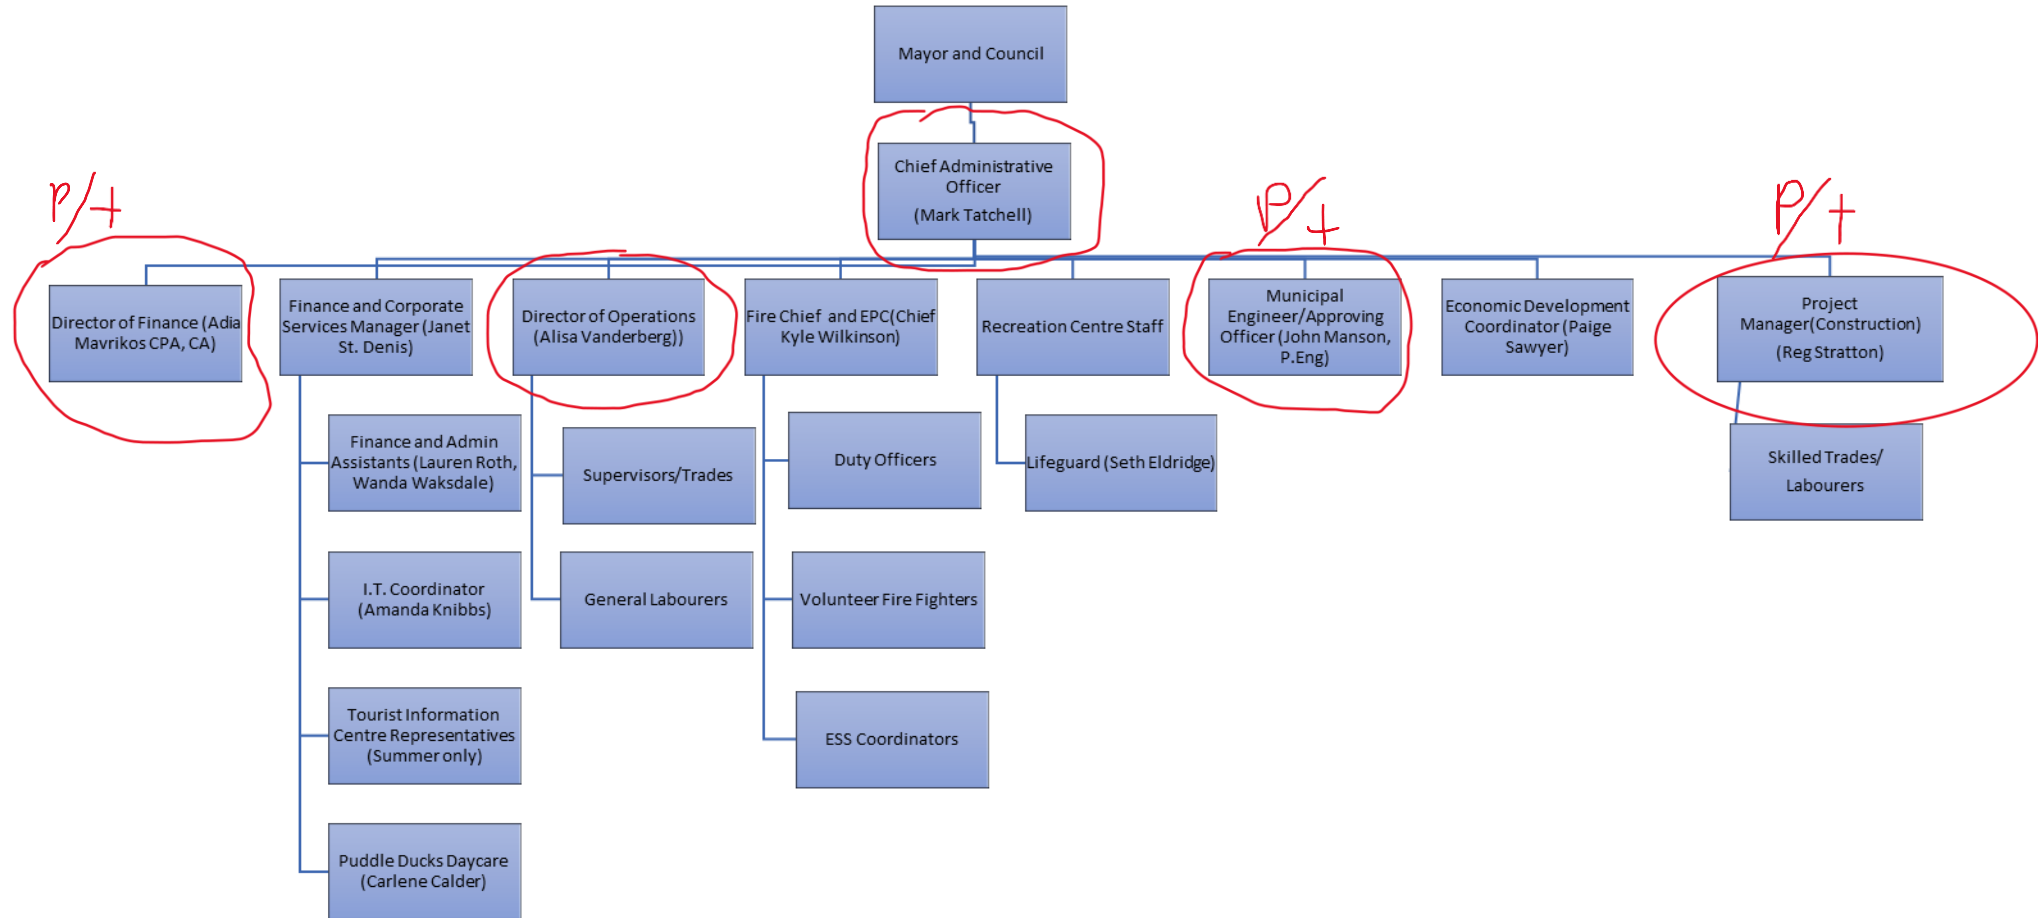 Mayor and Council
Chief Administrative
Officer
(Mark Tatchell)
P/t
P/t
P/t
Director of Finance (Adia
Mavrikos CPA, CA)
Finance and Corporate
Services Manager (Janet
St. Denis)
Director of Operations
(Alisa Vanderberg))
Fire Chief and EPC(Chief
Kyle Wilkinson)
Recreation Centre Staff
Municipal
Engineer/Approving
Officer (John Manson,
P.Eng)
Economic Development
Coordinator (Paige
Sawyer)
Project
Manager(Construction)
(Reg Stratton)
Finance and Admin
Assistants (Lauren Roth,
Wanda Waksdale)
Supervisors/Trades
Duty Officers
Lifeguard (Seth Eldridge)
Skilled Trades/
Labourers
I.T. Coordinator
(Amanda Knibbs)
General Labourers
Volunteer Fire Fighters
Tourist Information
Centre Representatives
(Summer only)
ESS Coordinators
Puddle Ducks Daycare
(Carlene Calder)